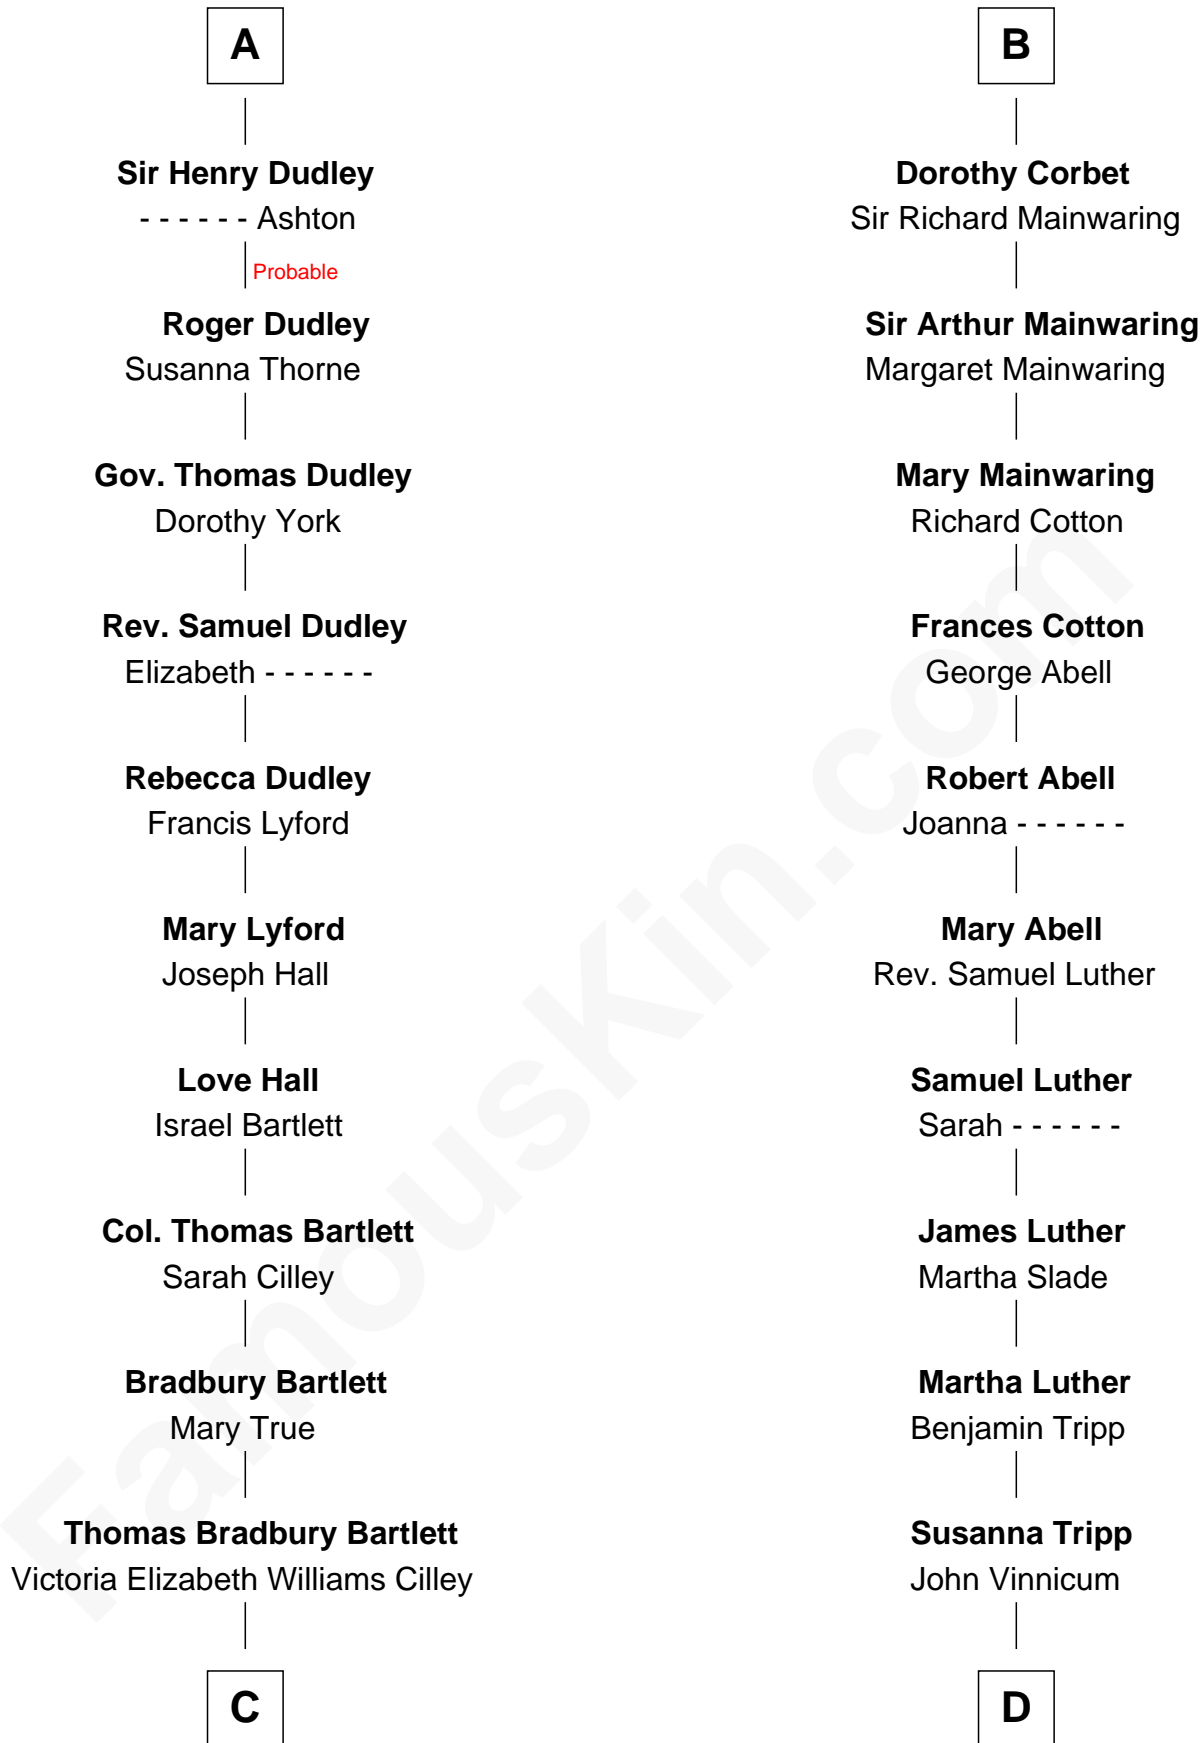 A
Sir Henry Dudley
- - - - - - Ashton
Probable
Roger Dudley
Susanna Thorne
Gov. Thomas Dudley
Dorothy York
Rev. Samuel Dudley
Elizabeth - - - - - -
Rebecca Dudley
Francis Lyford
Mary Lyford
Joseph Hall
Love Hall
Israel Bartlett
Col. Thomas Bartlett
Sarah Cilley
Bradbury Bartlett
Mary True
Thomas Bradbury Bartlett
Victoria Elizabeth Williams Cilley
C
B
Dorothy Corbet
Sir Richard Mainwaring
Sir Arthur Mainwaring
Margaret Mainwaring
Mary Mainwaring
Richard Cotton
Frances Cotton
George Abell
Robert Abell
Joanna - - - - - -
Mary Abell
Rev. Samuel Luther
Samuel Luther
Sarah - - - - - -
James Luther
Martha Slade
Martha Luther
Benjamin Tripp
Susanna Tripp
John Vinnicum
D
FamousKin.com